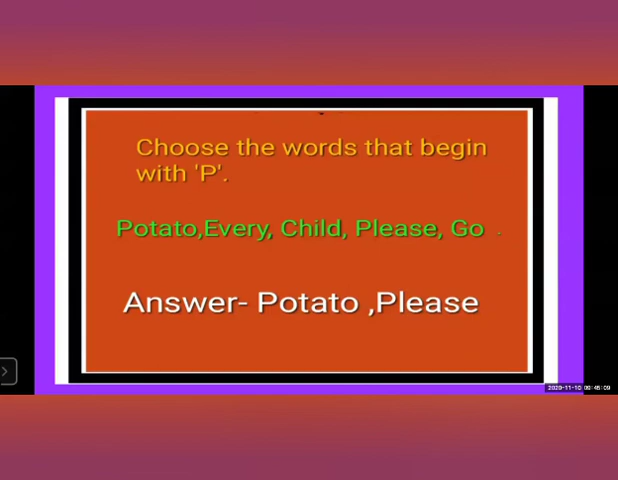 Choose the words that begin
with 'P'.
Potato,Every, Child, Please, Go .
Answer- Potato ,Please